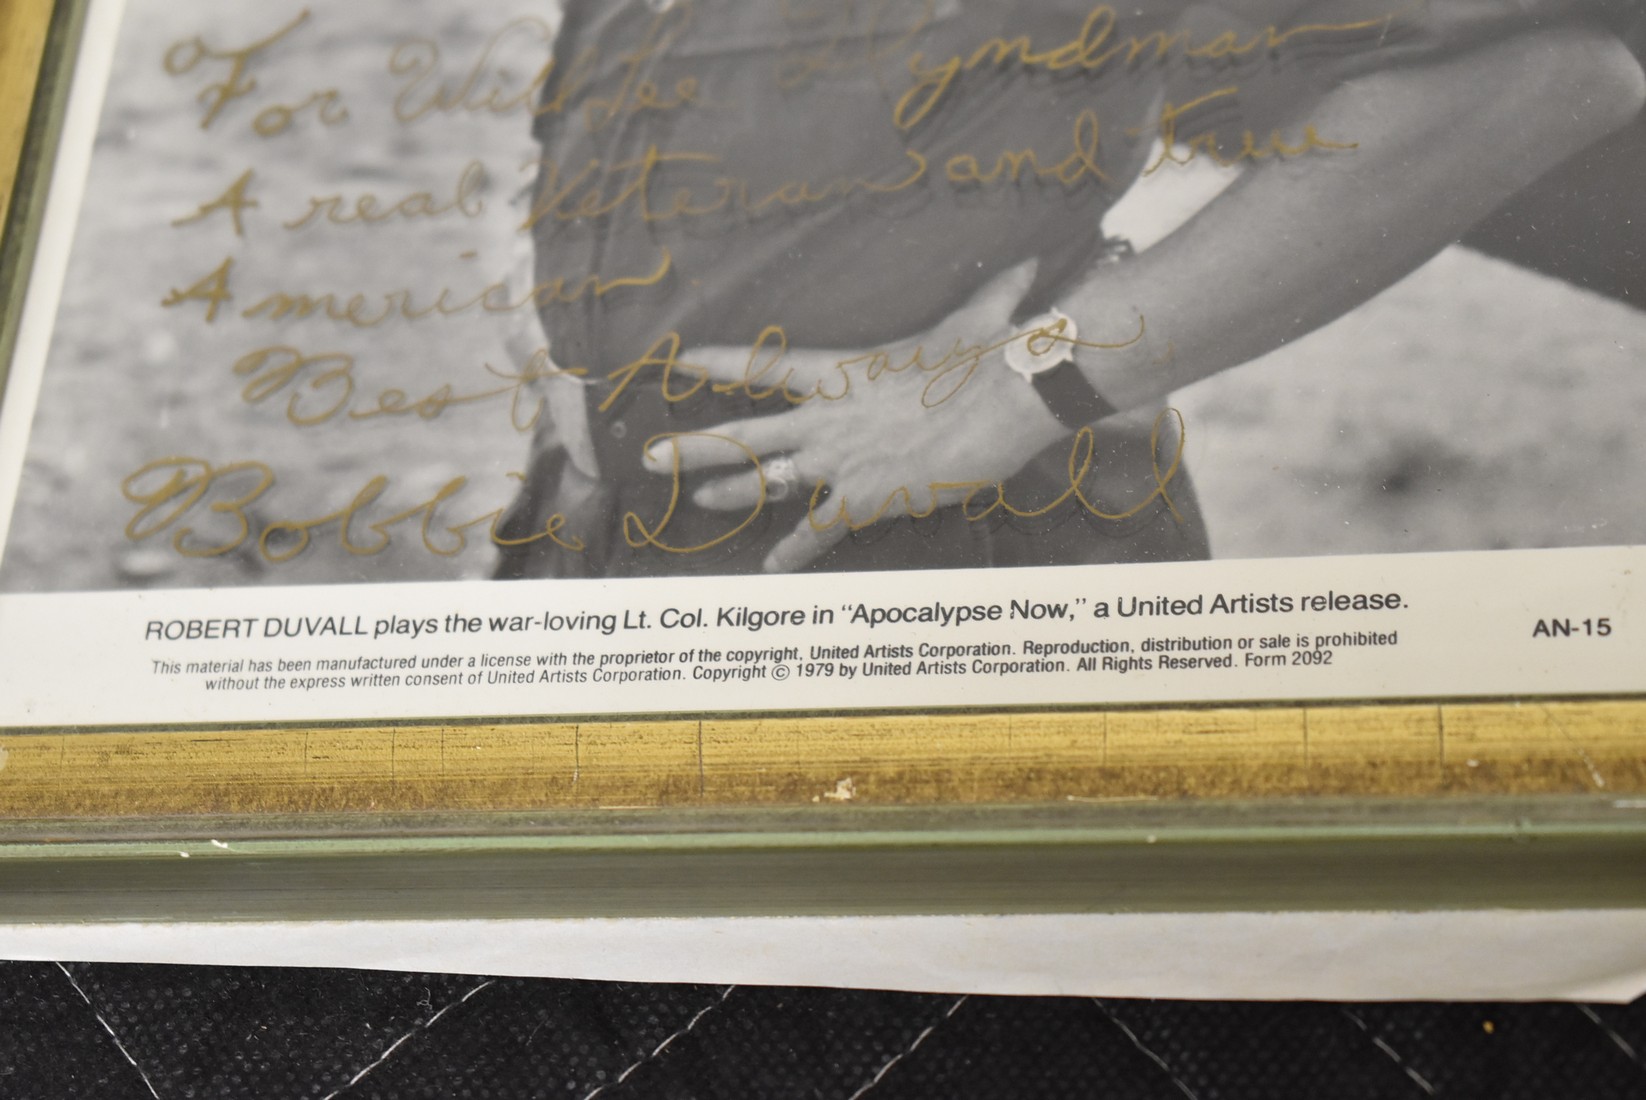 For Will Lee Hyndman
A real Veteran and true
American.
Best Always,
Bobbie Duvall
ROBERT DUVALL plays the war-loving Lt. Col. Kilgore in “Apocalypse Now,” a United Artists release.
AN-15
This material has been manufactured under a license with the proprietor of the copyright, United Artists Corporation. Reproduction, distribution or sale is prohibited
without the express written consent of United Artists Corporation. Copyright © 1979 by United Artists Corporation. All Rights Reserved. Form 2092